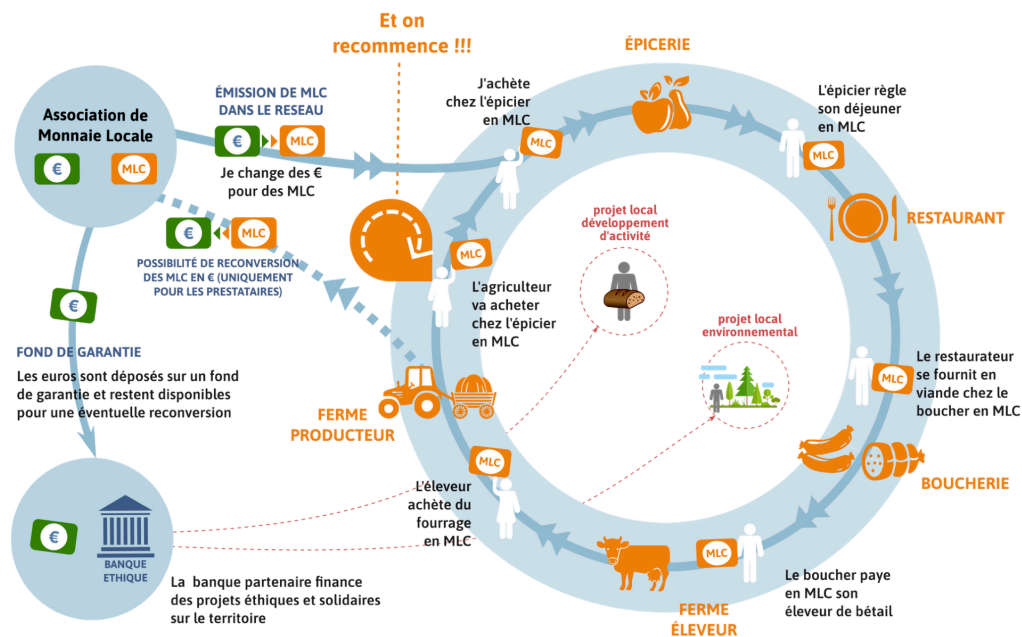 Et on
recommence !!!
Association de
Monnaie Locale
€
MLC
ÉMISSION DE MLC
DANS LE RESEAU
€
MLC
Je change des €
pour des MLC
€
MLC
POSSIBILITÉ DE RECONVERSION
DES MLC EN € (UNIQUEMENT
POUR LES PRESTATAIRES)
€
FOND DE GARANTIE
Les euros sont déposés sur un fond
de garantie et restent disponibles
pour une éventuelle reconversion
€
BANQUE
ETHIQUE
La banque partenaire finance
des projets éthiques et solidaires
sur le territoire
J'achète
chez l'épicier
en MLC
MLC
ÉPICERIE
L'épicier règle
son déjeuner
en MLC
MLC
RESTAURANT
Le restaurateur
se fournit en
viande chez le
boucher en MLC
MLC
BOUCHERIE
Le boucher paye
en MLC son
éleveur de bétail
MLC
FERME
ÉLEVEUR
L'éleveur
achète du
fourrage
en MLC
MLC
FERME
PRODUCTEUR
L'agriculteur
va acheter
chez l'épicier
en MLC
MLC
projet local
développement
d'activité
projet local
environnemental